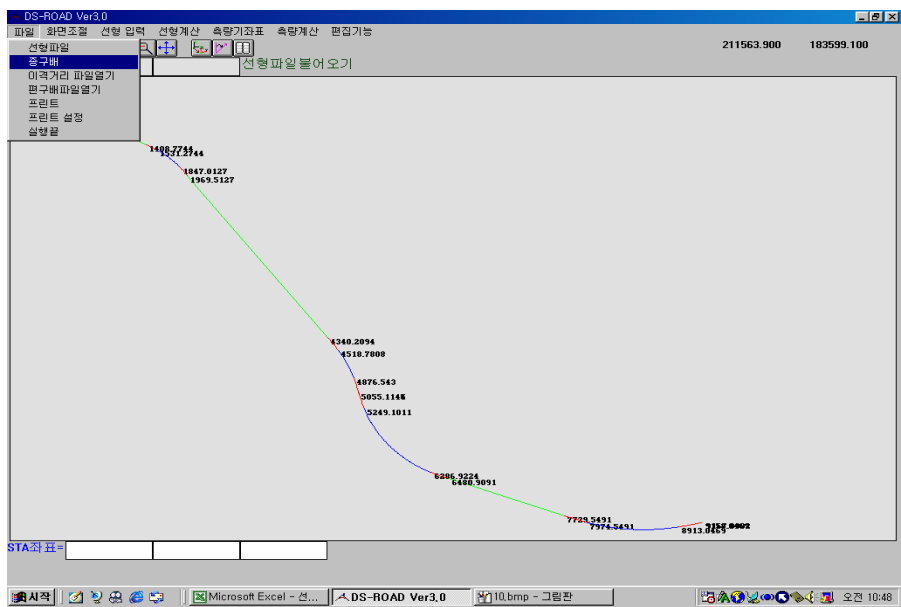 DS-ROAD Ver3.0
파일 화면조절 선형 입력 선형계산 측량기좌표 측량계산 편집기능
선형파일
211563.900 183599.100
종구배
선형파일불어오기
이격거리 파일열기
편구배파일열기
프린트
프린트 설정
실행끝
1408.7744
1531.2744
1847.0127
1969.5127
4340.2094
4518.7808
4876.543
5249.1011
6286.9224
6480.9091
7729.5491
7974.5491
8913.0469
STA좌표=
시작 Microsoft Excel - 선... DS-ROAD Ver3.0 10.bmp - 그림판 오전 10:48